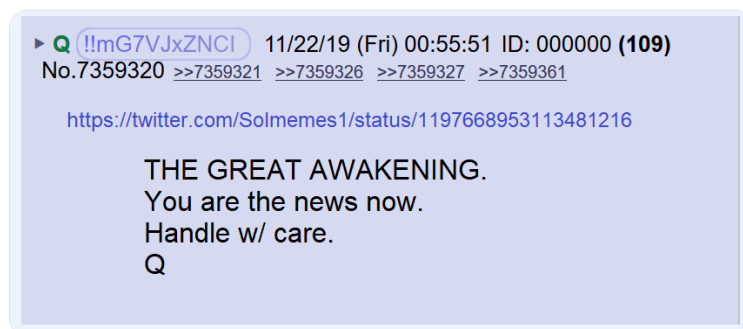 ▶ Q !!mG7VJxZNCI 11/22/19 (Fri) 00:55:51 ID: 000000 (109)
No.7359320 >>7359321 >>7359326 >>7359327 >>7359361
https://twitter.com/Solmemes1/status/1197668953113481216
THE GREAT AWAKENING.
You are the news now.
Handle w/ care.
Q